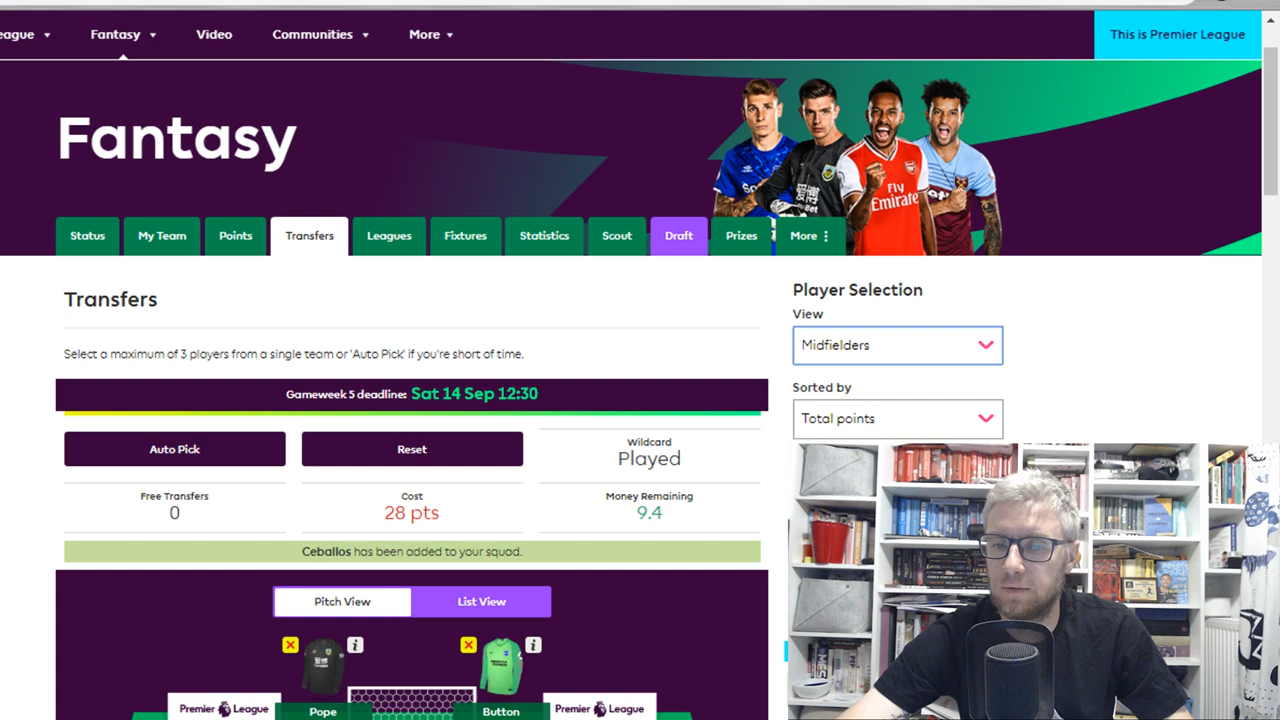 eague
Fantasy
Video
Communities
More
This is Premier League
Fantasy
Fly
Emirate
Status
My Team
Points
Transfers
Leagues
Fixtures
Statistics
Scout
Draft
Prizes
More
Transfers
Select a maximum of 3 players from a single team or 'Auto Pick' if you're short of time.
Gameweek 5 deadline: Sat 14 Sep 12:30
Auto Pick
Reset
Wildcard
Played
Free Transfers
0
Cost
28 pts
Money Remaining
9.4
Ceballos has been added to your squad.
Pitch View
List View
Premier League
Pope
Button
Premier League
Player Selection
View
Midfielders
Sorted by
Total points